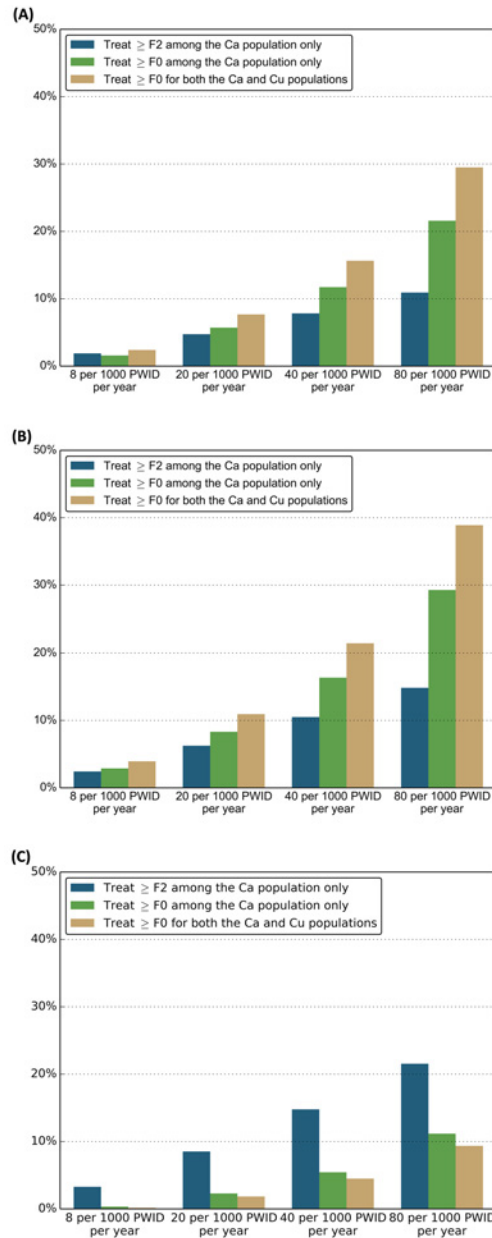 (A)
50%
Treat ≥ F2 among the Ca population only
Treat ≥ F0 among the Ca population only
Treat ≥ F0 for both the Ca and Cu populations
40%
30%
20%
10%
0%
8 per 1000 PWID per year
20 per 1000 PWID per year
40 per 1000 PWID per year
80 per 1000 PWID per year
(B)
50%
Treat ≥ F2 among the Ca population only
Treat ≥ F0 among the Ca population only
Treat ≥ F0 for both the Ca and Cu populations
40%
30%
20%
10%
0%
8 per 1000 PWID per year
20 per 1000 PWID per year
40 per 1000 PWID per year
80 per 1000 PWID per year
(C)
50%
Treat ≥ F2 among the Ca population only
Treat ≥ F0 among the Ca population only
Treat ≥ F0 for both the Ca and Cu populations
40%
30%
20%
10%
0%
8 per 1000 PWID per year
20 per 1000 PWID per year
40 per 1000 PWID per year
80 per 1000 PWID per year